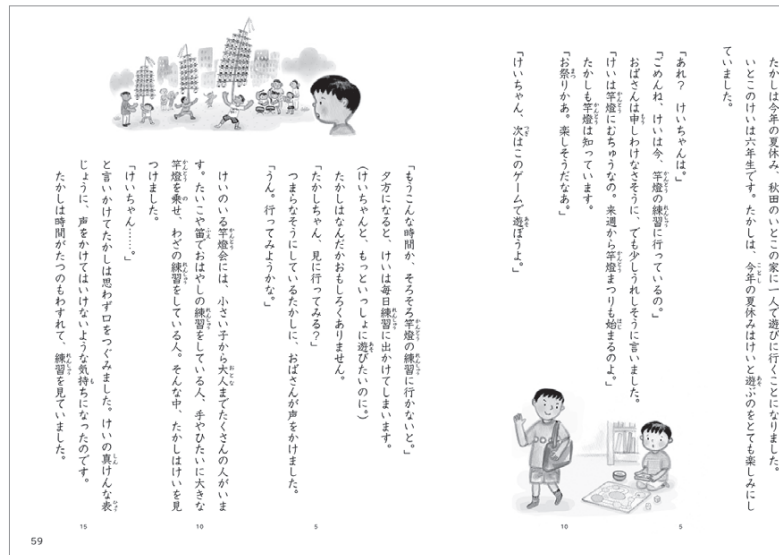 たかしは今年の夏休み、秋田のいとこの家に一人で遊びに行くことになりました。
いとこのけいは六年生です。たかしは、今年の夏休みはけいと遊ぶのをとても楽しみにし
ていました。
「あれ？　けいちゃんは。」
「ごめんね、けいは今、竿燈の練習に行っているの。」
おばさんは申しわけなさそうに、でも少しうれしそうに言いました。
「けいは竿燈にむちゅうなの。来週から竿燈まつりも始まるのよ。」
たかしも竿燈は知っています。
「お祭りかあ。楽しそうだなあ。」
「けいちゃん、次はこのゲームで遊ぼうよ。」
「もうこんな時間か、そろそろ竿燈の練習に行かないと。」
夕方になると、けいは毎日練習に出かけてしまいます。
（けいちゃんと、もっといっしょに遊びたいのに。）
たかしはなんだかおもしろくありません。
「たかしちゃん、見に行ってみる？」
つまらなそうにしているたかしに、おばさんが声をかけました。
「うん。行ってみようかな。」
けいのいる竿燈会には、小さい子から大人までたくさんの人がいま
す。たいこや笛でおはやしの練習をしている人、手やひたいに大きな
竿燈を乗せ、わざの練習をしている人。そんな中、たかしはけいを見
つけました。
「けいちゃん……。」
と言いかけてたかしは思わず口をつぐみました。けいの真けんな表
じょうに、声をかけてはいけないような気持ちになったのです。
たかしは時間がたつのもわすれて、練習を見ていました。
5
10
5
10
15
59